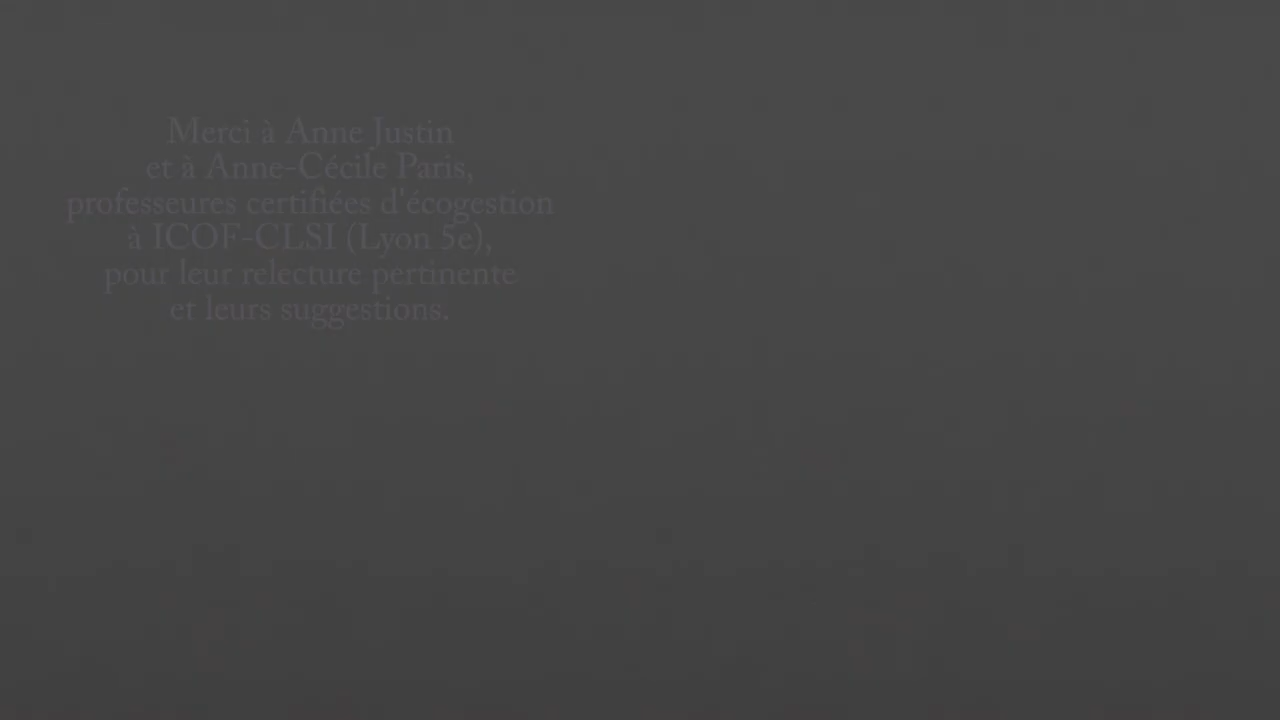 Merci à Anne Justin
et à Anne-Cécile Paris,
professeures certifiées d'écogestion
à ICOF-CLSI (Lyon 5e),
pour leur relecture pertinente
et leurs suggestions.